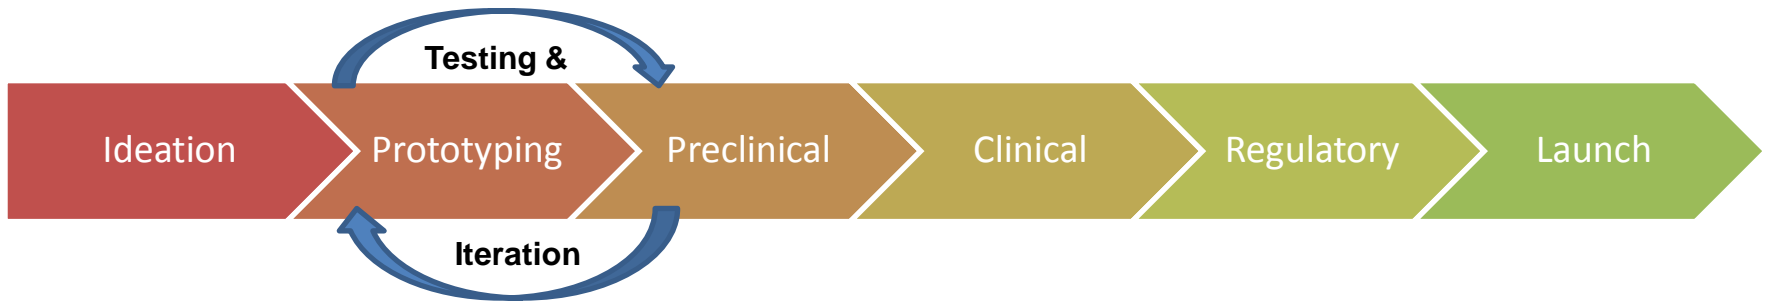 Testing &
Ideation
Prototyping
Preclinical
Clinical
Regulatory
Launch
Iteration